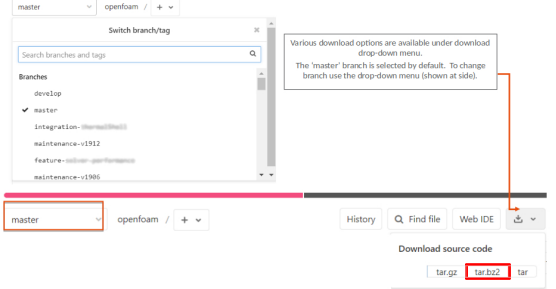 master openfoam / +
Switch branch/tag
Search branches and tags
Branches
develop
master
integration-
maintenance-v1912
feature-
maintenance-v1906
Various download options are available under download
drop-down menu.
The 'master' branch is selected by default. To change
branch use the drop-down menu (shown at side).
master openfoam / + History Find file Web IDE
Download source code
tar.gz tar.bz2 tar